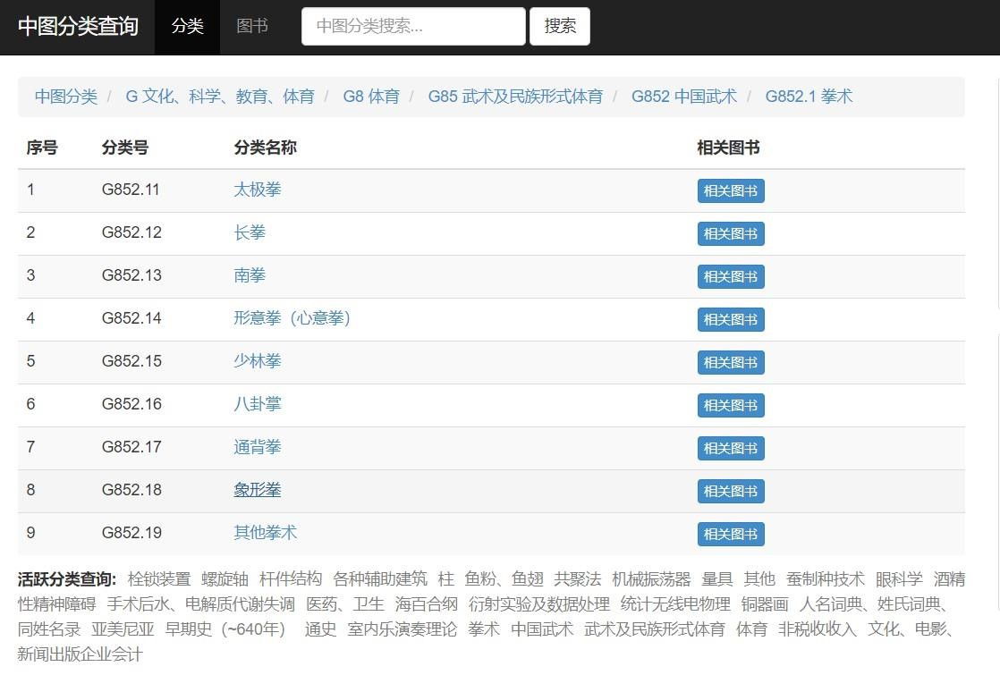 中图分类查询 分类 图书 中图分类搜索... 搜索
中图分类 / G 文化、科学、教育、体育 / G8 体育 / G85 武术及民族形式体育 / G852 中国武术 / G852.1 拳术
序号 分类号 分类名称 相关图书
1 G852.11 太极拳 相关图书
2 G852.12 长拳 相关图书
3 G852.13 南拳 相关图书
4 G852.14 形意拳（心意拳） 相关图书
5 G852.15 少林拳 相关图书
6 G852.16 八卦掌 相关图书
7 G852.17 通背拳 相关图书
8 G852.18 象形拳 相关图书
9 G852.19 其他拳术 相关图书
活跃分类查询: 栓锁装置 螺旋轴 杆件结构 各种辅助建筑 柱 鱼粉、鱼翅 共聚法 机械振荡器 量具 其他 蚕制种技术 眼科学 酒精
性精神障碍 手术后水、电解质代谢失调 医药、卫生 海百合纲 衍射实验及数据处理 统计无线电物理 铜器画 人名词典、姓氏词典、
同姓名录 亚美尼亚 早期史（~640年） 通史 室内乐演奏理论 拳术 中国武术 武术及民族形式体育 体育 非税收收入 文化、电影、
新闻出版企业会计